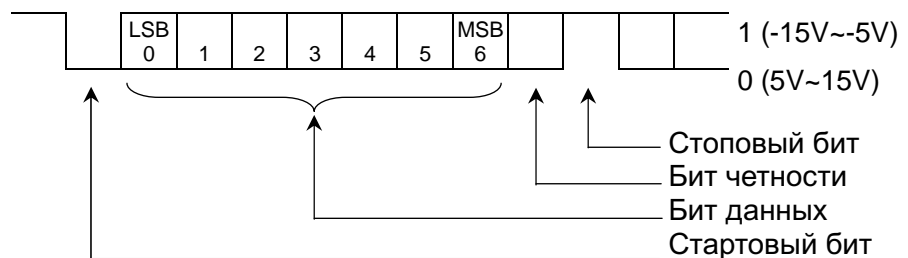 LSB MSB 1 (-15V~-5V)
0 1 2 3 4 5 6
0 (5V~15V)
Стоповый бит
Бит четности
Бит данных
Стартовый бит